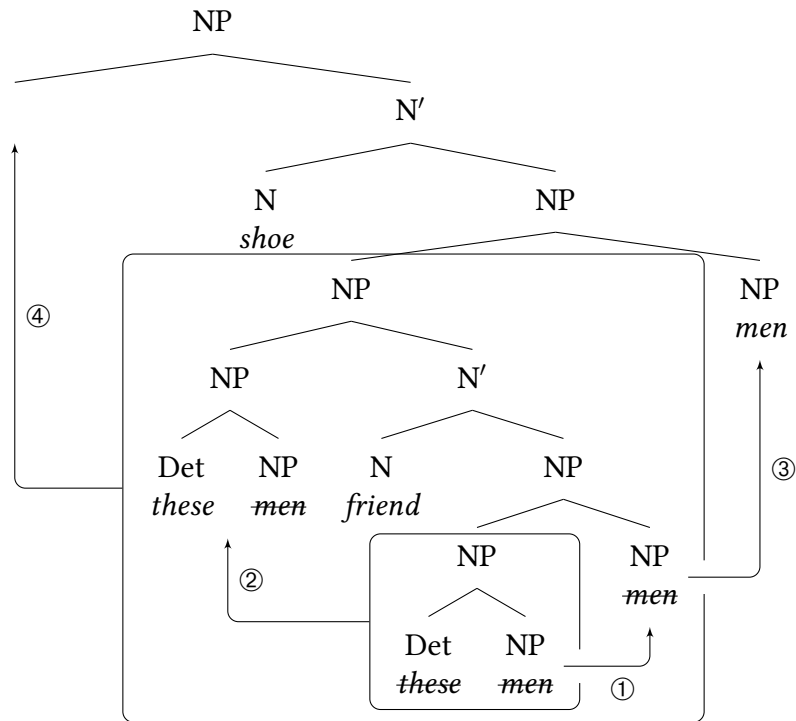 NP
N′
N NP
shoe
NP NP
④ men
NP N′
Det NP N NP ③
these men friend
NP NP
② men
Det NP
these men ①